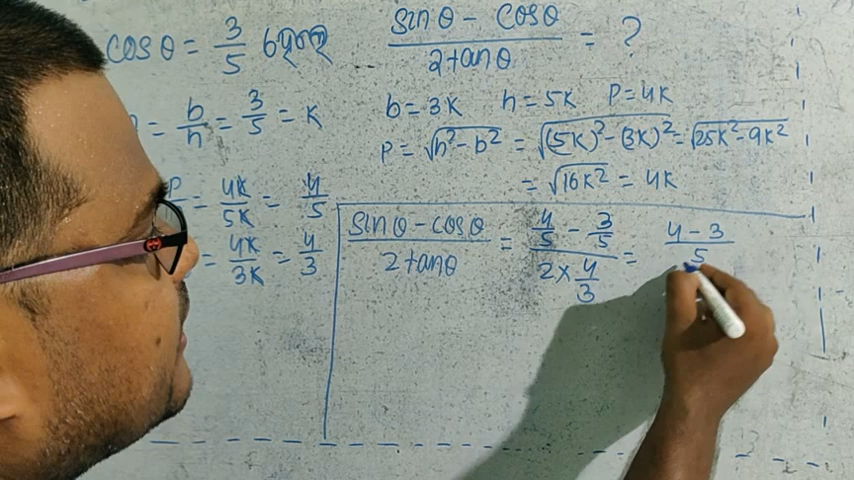 cos θ = 3/5 (sin θ - cos θ)/(2 tan θ) = ?
= b/h = 3/5 = K b = 3K h = 5K P = 4K
P = √(h² - b²) = √((5K)² - (3K)²) = √(25K² - 9K²)
= √(16K²) = 4K
P = 4K/5K = 4/5
= 4K/3K = 4/3
(sin θ - cos θ)/(2 tan θ) = (4/5 - 3/5)/(2 × 4/3) = (4 - 3)/5